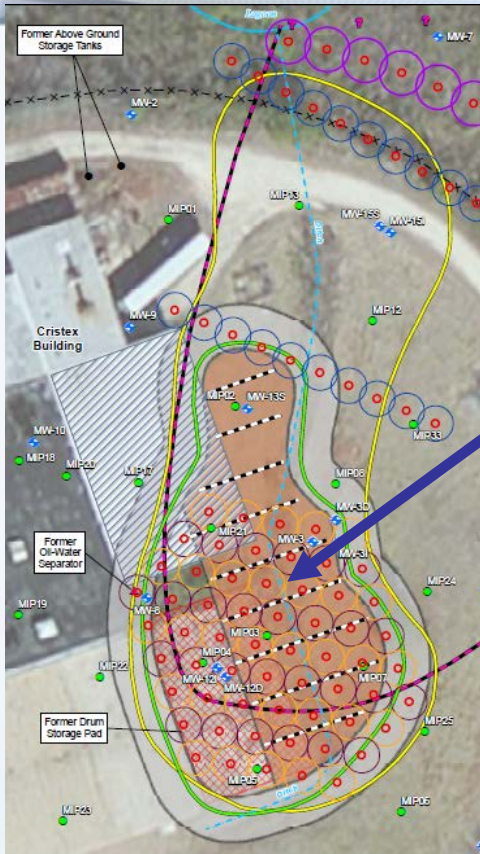 Lagoon
Former Above Ground
Storage Tanks
?
?
?
MW-7
MW-2
MIP13
MIP01
Ditch
MW-15S
MW-15I
MW-9
MIP12
Cristex
Building
MIP02
MW-13S
MIP33
MW-10
MIP18
MIP20
MIP17
MIP08
MW-3D
MIP21
MW-3
MW-3I
Former
Oil-Water
Separator
MW-8
MIP24
MIP19
MIP03
MIP04
MIP22
MW-12I
MW-12D
MIP07
Former Drum
Storage Pad
MIP25
MIP05
Ditch
MIP06
MIP23